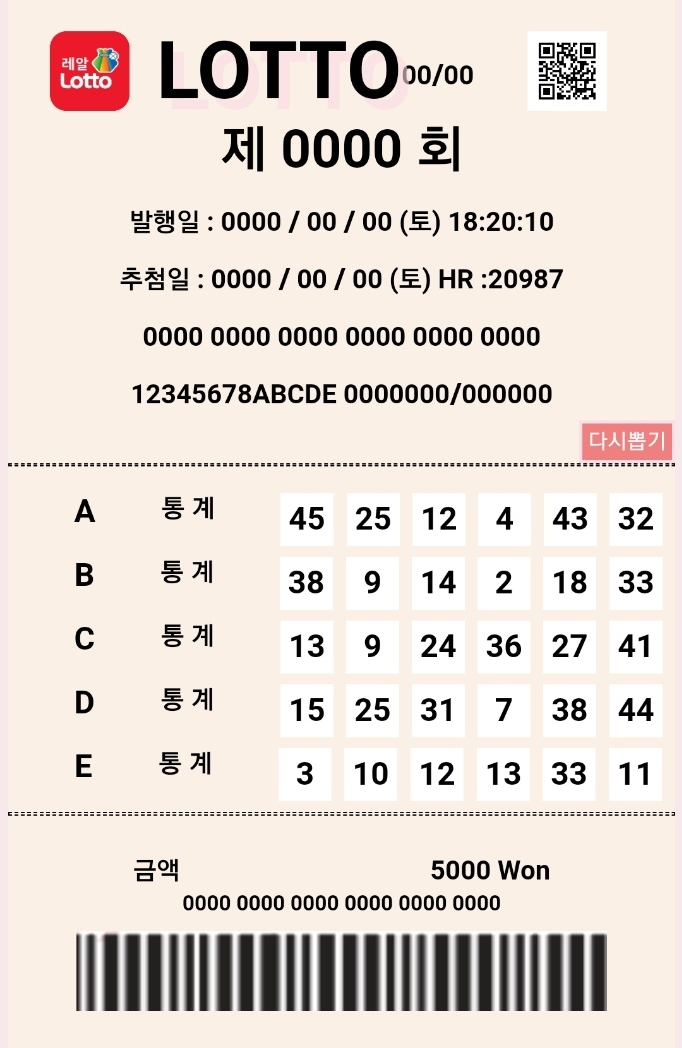 레알
Lotto
LOTTO 00/00
제 0000 회
발행일 : 0000 / 00 / 00 (토) 18:20:10
추첨일 : 0000 / 00 / 00 (토) HR :20987
0000 0000 0000 0000 0000 0000
12345678ABCDE 0000000/000000
다시뽑기
A 통 계 45 25 12 4 43 32
B 통 계 38 9 14 2 18 33
C 통 계 13 9 24 36 27 41
D 통 계 15 25 31 7 38 44
E 통 계 3 10 12 13 33 11
금액 5000 Won
0000 0000 0000 0000 0000 0000